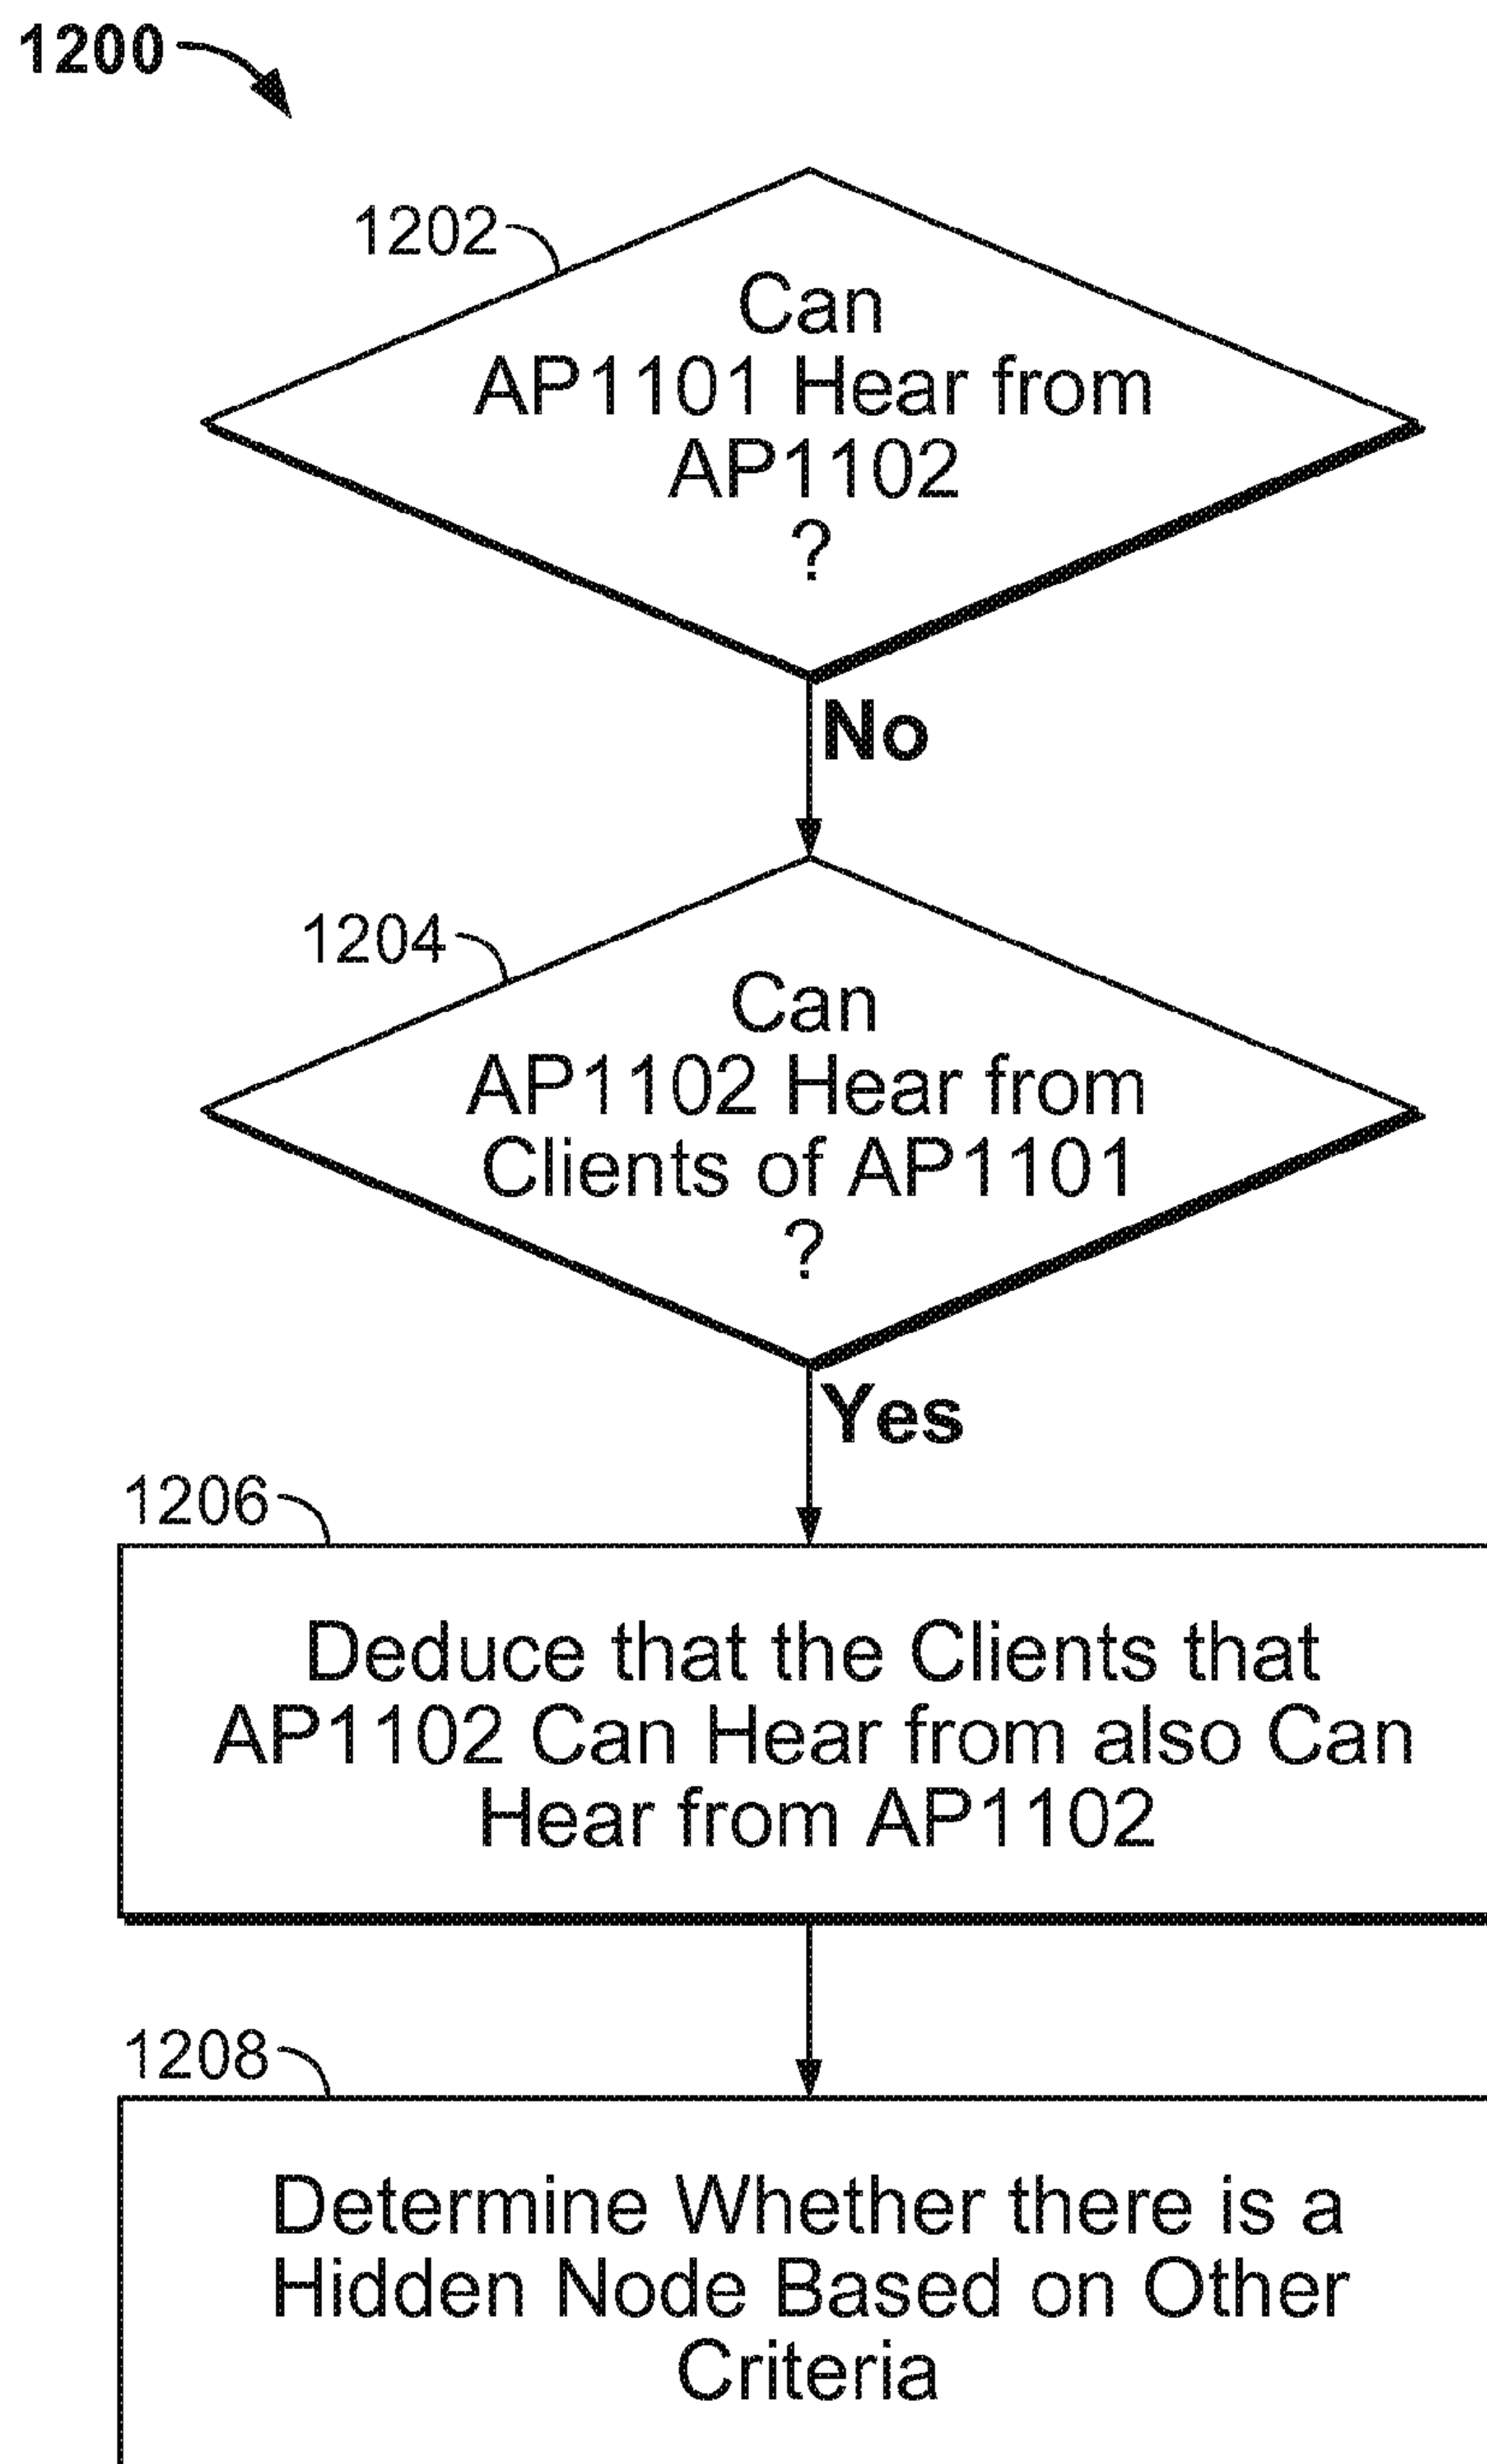 1200
1202
Can
AP1101 Hear from
AP1102
?
No
1204
Can
AP1102 Hear from
Clients of AP1101
?
Yes
1206
Deduce that the Clients that
AP1102 Can Hear from also Can
Hear from AP1102
1208
Determine Whether there is a
Hidden Node Based on Other
Criteria